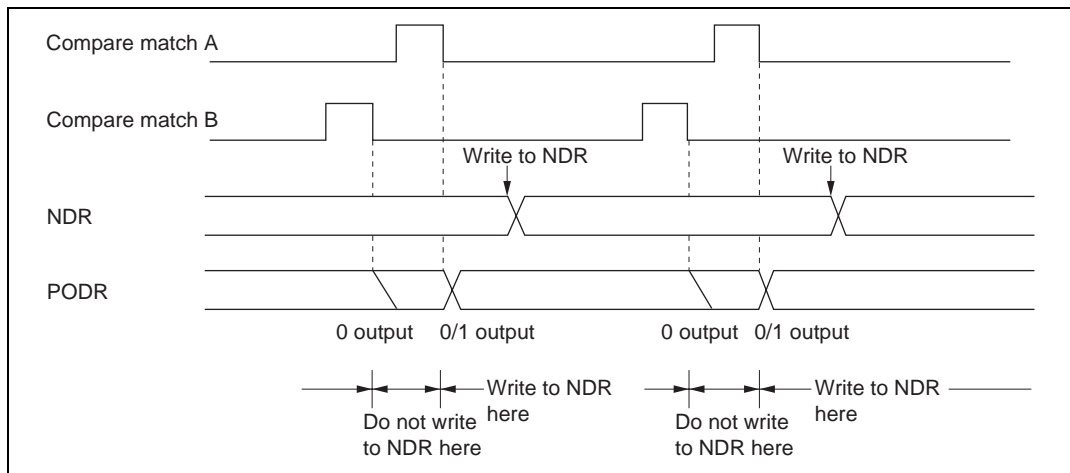 Compare match A
Compare match B
Write to NDR
Write to NDR
NDR
PODR
0 output
0/1 output
0 output
0/1 output
Write to NDR
here
Do not write
to NDR here
Write to NDR
here
Do not write
to NDR here